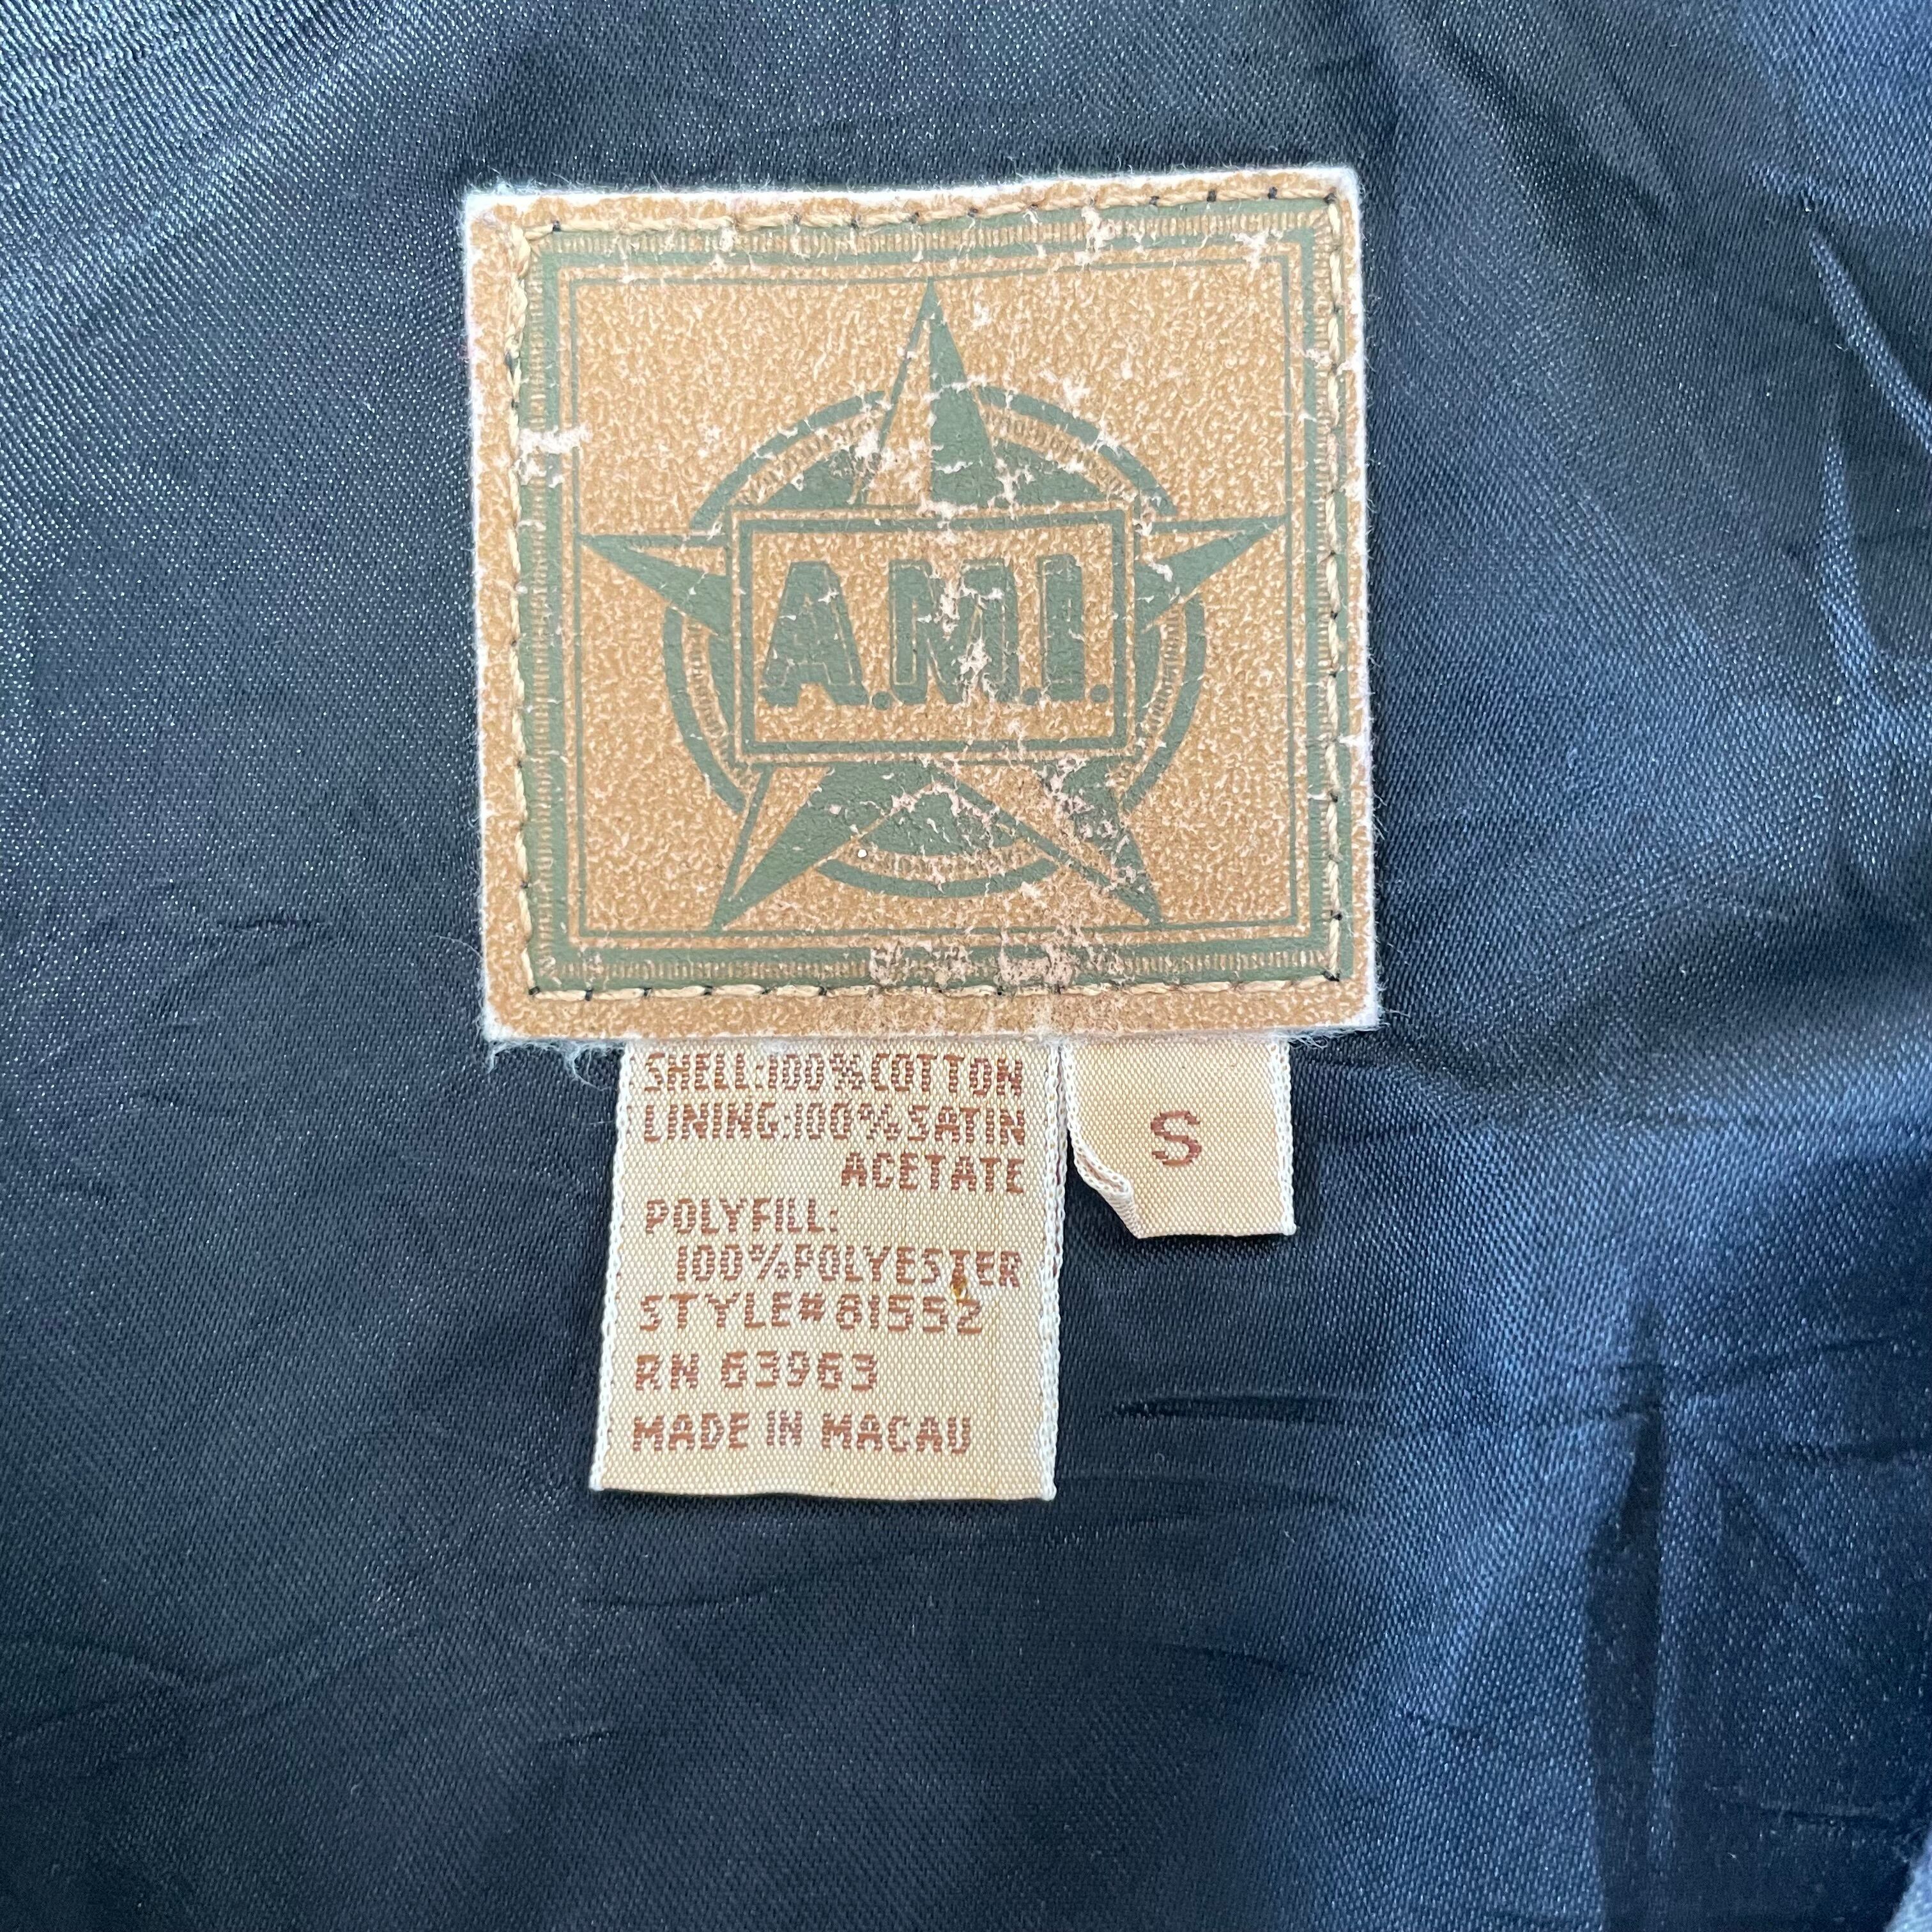 A.M.I.
SHELL:100%COTTON
LINING:100%SATIN
ACETATE
POLYFILL:
100%POLYESTER
STYLE#81552
RN 63963
MADE IN MACAU
S